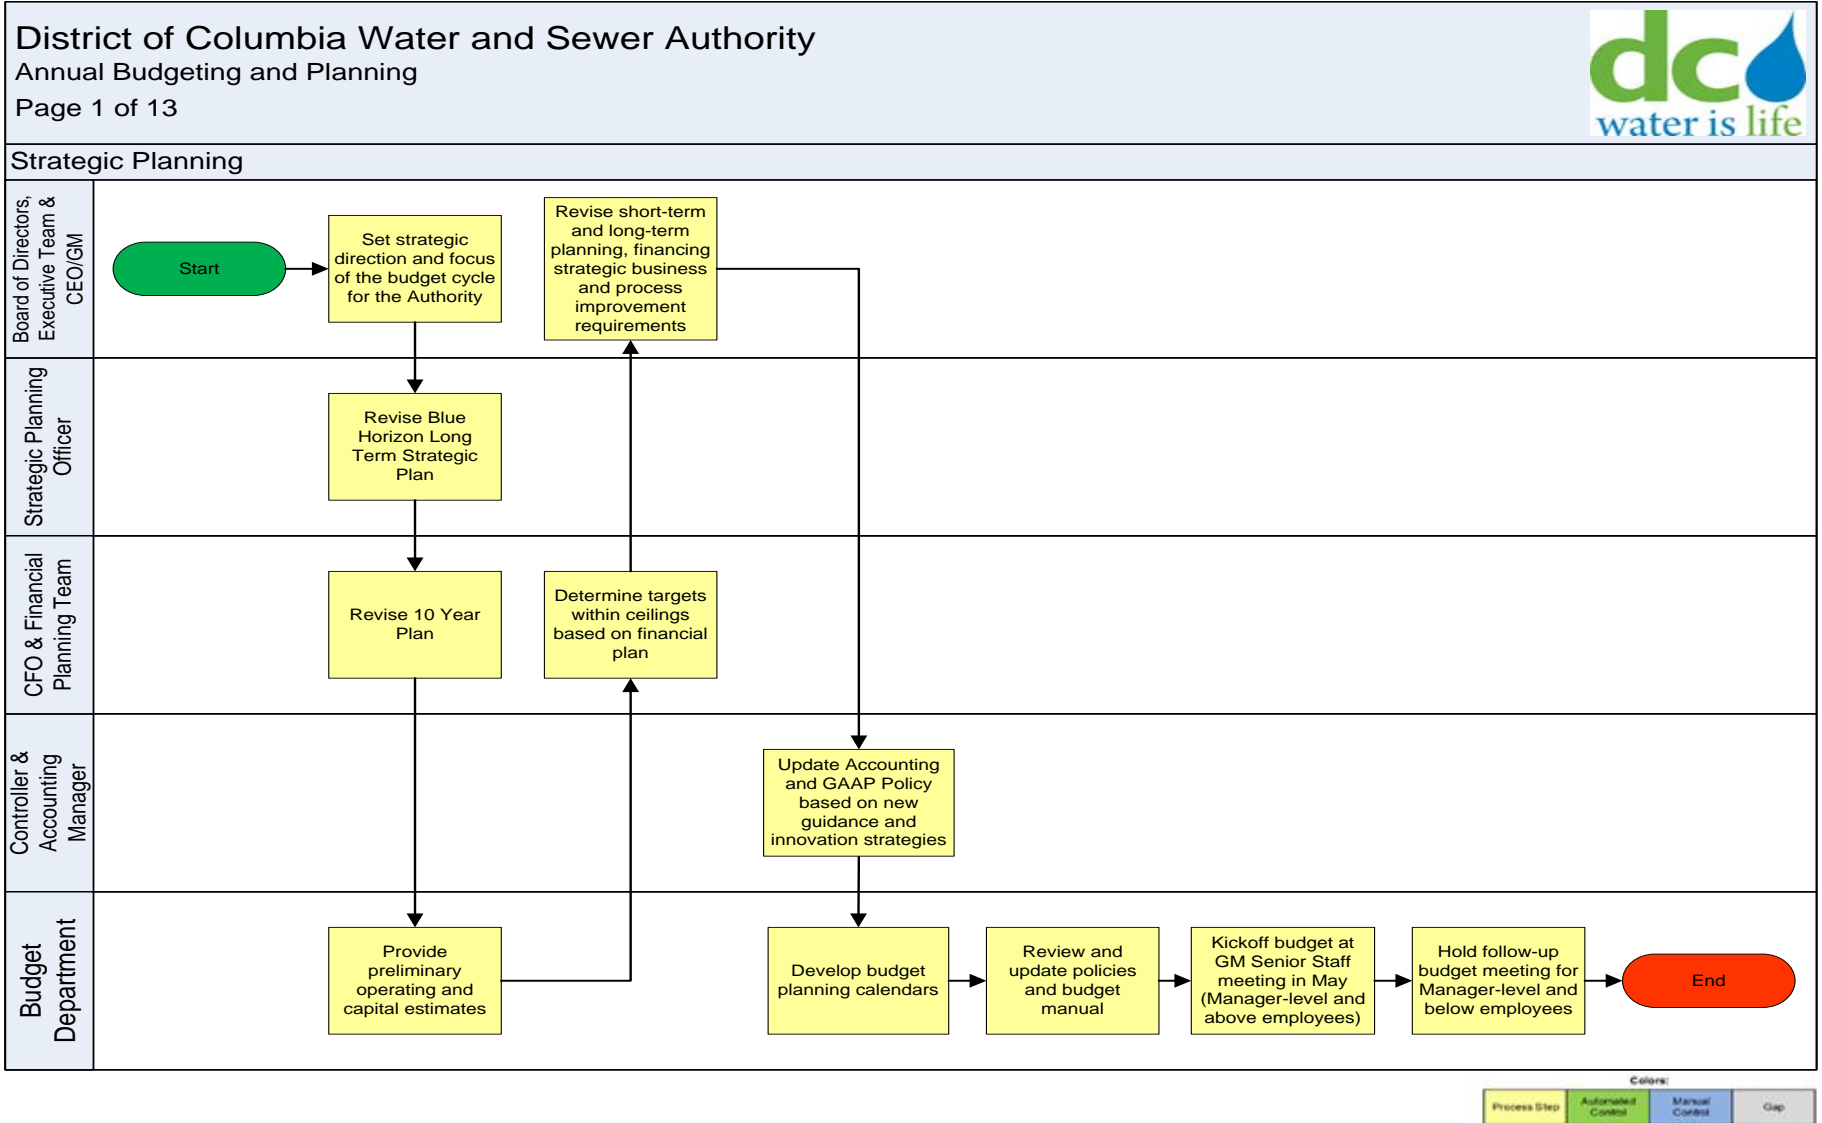 District of Columbia Water and Sewer Authority
Annual Budgeting and Planning
Page 1 of 13
dc
water is life
Strategic Planning
Board of Directors,
Executive Team &
CEO/GM
Start
Set strategic
direction and focus
of the budget cycle
for the Authority
Revise short-term
and long-term
planning, financing
strategic business
and process
improvement
requirements
Strategic Planning
Officer
Revise Blue
Horizon Long
Term Strategic
Plan
CFO & Financial
Planning Team
Revise 10 Year
Plan
Determine targets
within ceilings
based on financial
plan
Controller &
Accounting
Manager
Update Accounting
and GAAP Policy
based on new
guidance and
innovation strategies
Budget
Department
Provide
preliminary
operating and
capital estimates
Develop budget
planning calendars
Review and
update policies
and budget
manual
Kickoff budget at
GM Senior Staff
meeting in May
(Manager-level and
above employees)
Hold follow-up
budget meeting for
Manager-level and
below employees
End
Colors:
Process Step
Automated
Control
Manual
Control
Gap